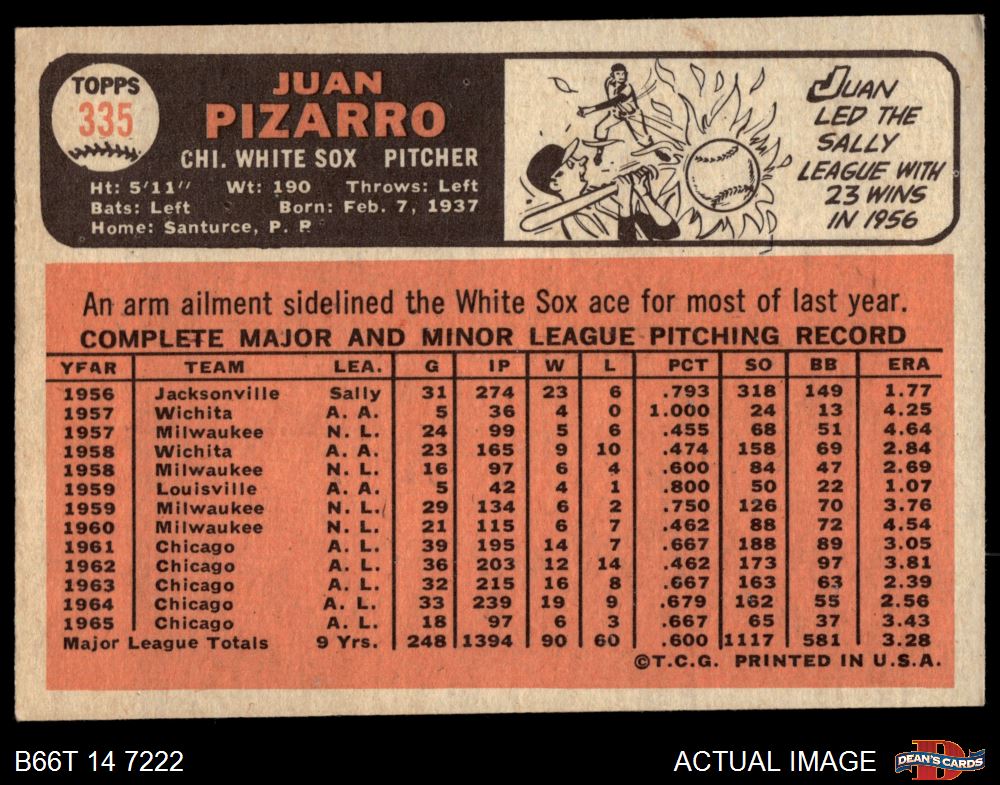 TOPPS
335
JUAN
PIZARRO
CHI. WHITE SOX PITCHER
Ht: 5'11" Wt: 190 Throws: Left
Bats: Left Born: Feb. 7, 1937
Home: Santurce, P. R
JUAN
LED THE
SALLY
LEAGUE WITH
23 WINS
IN 1956
An arm ailment sidelined the White Sox ace for most of last year.
COMPLETE MAJOR AND MINOR LEAGUE PITCHING RECORD
YEAR TEAM LEA. G IP W L PCT SO BB ERA
1956 Jacksonville Sally 31 274 23 6 .793 318 149 1.77
1957 Wichita A. A. 5 36 4 0 1.000 24 13 4.25
1957 Milwaukee N. L. 24 99 5 6 .455 68 51 4.64
1958 Wichita A. A. 23 165 9 10 .474 158 69 2.84
1958 Milwaukee N. L. 16 97 6 4 .600 84 47 2.69
1959 Louisville A. A. 5 42 4 1 .800 50 22 1.07
1959 Milwaukee N. L. 29 134 6 2 .750 126 70 3.76
1960 Milwaukee N. L. 21 115 6 7 .462 88 72 4.54
1961 Chicago A. L. 39 195 14 7 .667 188 89 3.05
1962 Chicago A. L. 36 203 12 14 .462 173 97 3.81
1963 Chicago A. L. 32 215 16 8 .667 163 63 2.39
1964 Chicago A. L. 33 239 19 9 .679 162 55 2.56
1965 Chicago A. L. 18 97 6 3 .667 65 37 3.43
Major League Totals 9 Yrs. 248 1394 90 60 .600 1117 581 3.28
©T.C.G. PRINTED IN U.S.A.
B66T 14 7222
ACTUAL IMAGE
DEAN'S CARDS